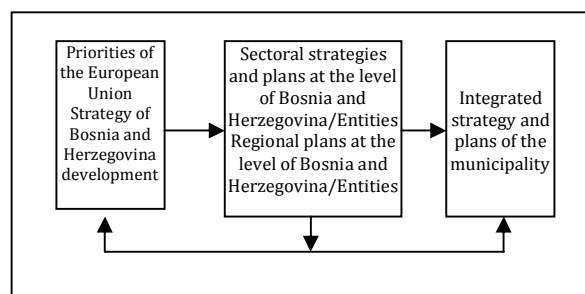 Priorities of
the European
Union
Strategy of
Bosnia and
Herzegovina
development
Sectoral strategies
and plans at the level
of Bosnia and
Herzegovina/Entities
Regional plans at the
level of Bosnia and
Herzegovina/Entities
Integrated
strategy and
plans of the
municipality